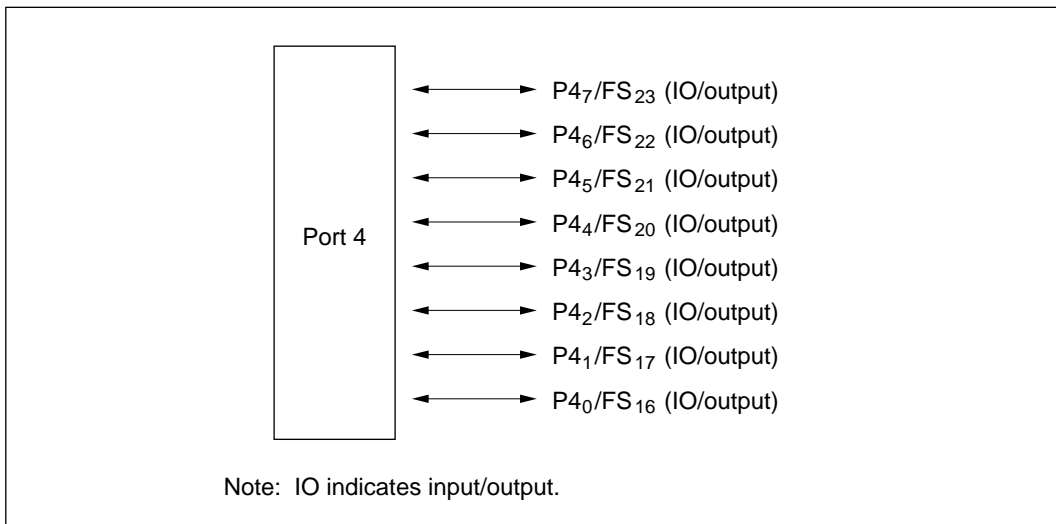 P4₇/FS₂₃ (IO/output)
P4₆/FS₂₂ (IO/output)
P4₅/FS₂₁ (IO/output)
P4₄/FS₂₀ (IO/output)
Port 4
P4₃/FS₁₉ (IO/output)
P4₂/FS₁₈ (IO/output)
P4₁/FS₁₇ (IO/output)
P4₀/FS₁₆ (IO/output)
Note: IO indicates input/output.